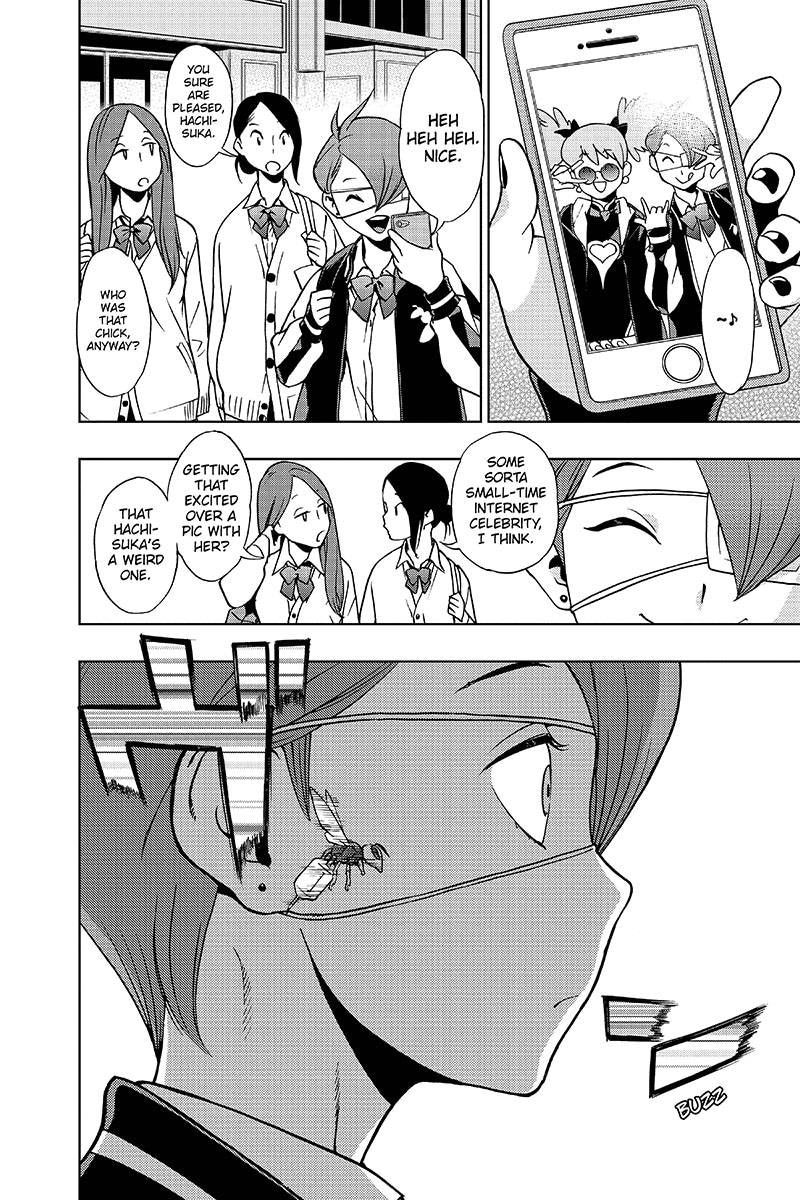 ~♪
HEH
HEH HEH.
NICE.
YOU
SURE
ARE
PLEASED,
HACHI-
SUKA.
WHO
WAS
THAT
CHICK,
ANYWAY?
SOME
SORTA
SMALL-TIME
INTERNET
CELEBRITY,
I THINK.
GETTING
THAT
EXCITED
OVER A
PIC WITH
HER?
THAT
HACHI-
SUKA'S
A WEIRD
ONE.
BUZZ